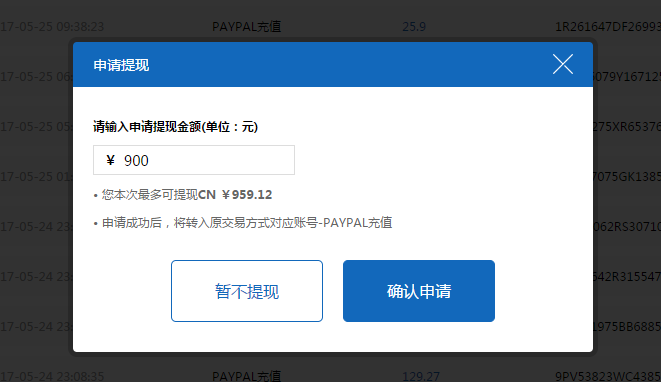 17-05-25 09:38:23 PAYPAL充值 25.9 1R261647DF26993
申请提现
17-05-25 06: 5079Y167125
请输入申请提现金额(单位：元)
17-05-25 05: 275XR65376
¥ 900
17-05-25 01: 7075GK1385
• 您本次最多可提现CN ¥959.12
• 申请成功后，将转入原交易方式对应账号-PAYPAL充值
17-05-24 23: 062RS30710
17-05-24 23: 542R315547
暂不提现 确认申请
17-05-24 23: 1975BB6885
17-05-24 23:08:35 PAYPAL充值 129.27 9PV53823WC4385